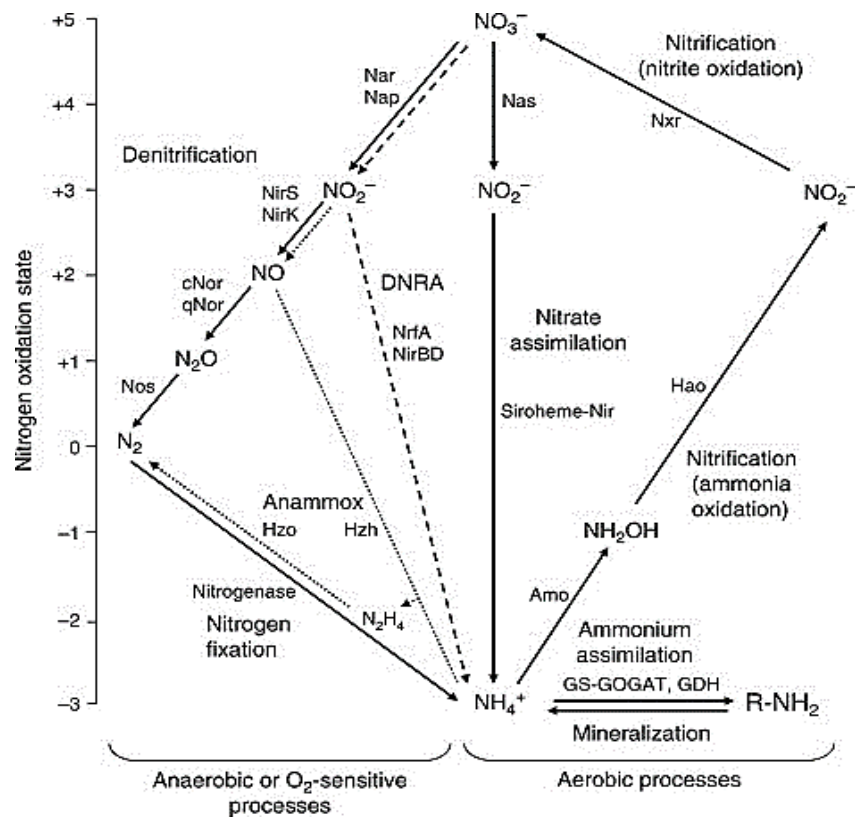 Nitrogen oxidation state
+5
+4
+3
+2
+1
0
−1
−2
−3
NO₃⁻
Nitrification
(nitrite oxidation)
Nar
Nap
Nas
Nxr
Denitrification
NO₂⁻
NO₂⁻
NO₂⁻
NirS
NirK
NO
DNRA
cNor
qNor
NrfA
NirBD
Nitrate
assimilation
N₂O
Nos
Siroheme-Nir
Hao
N₂
Nitrification
(ammonia
oxidation)
Anammox
Hzo Hzh
NH₂OH
Nitrogenase
Nitrogen
fixation
N₂H₄
Amo
Ammonium
assimilation
GS-GOGAT, GDH
NH₄⁺
R-NH₂
Mineralization
Anaerobic or O₂-sensitive
processes
Aerobic processes